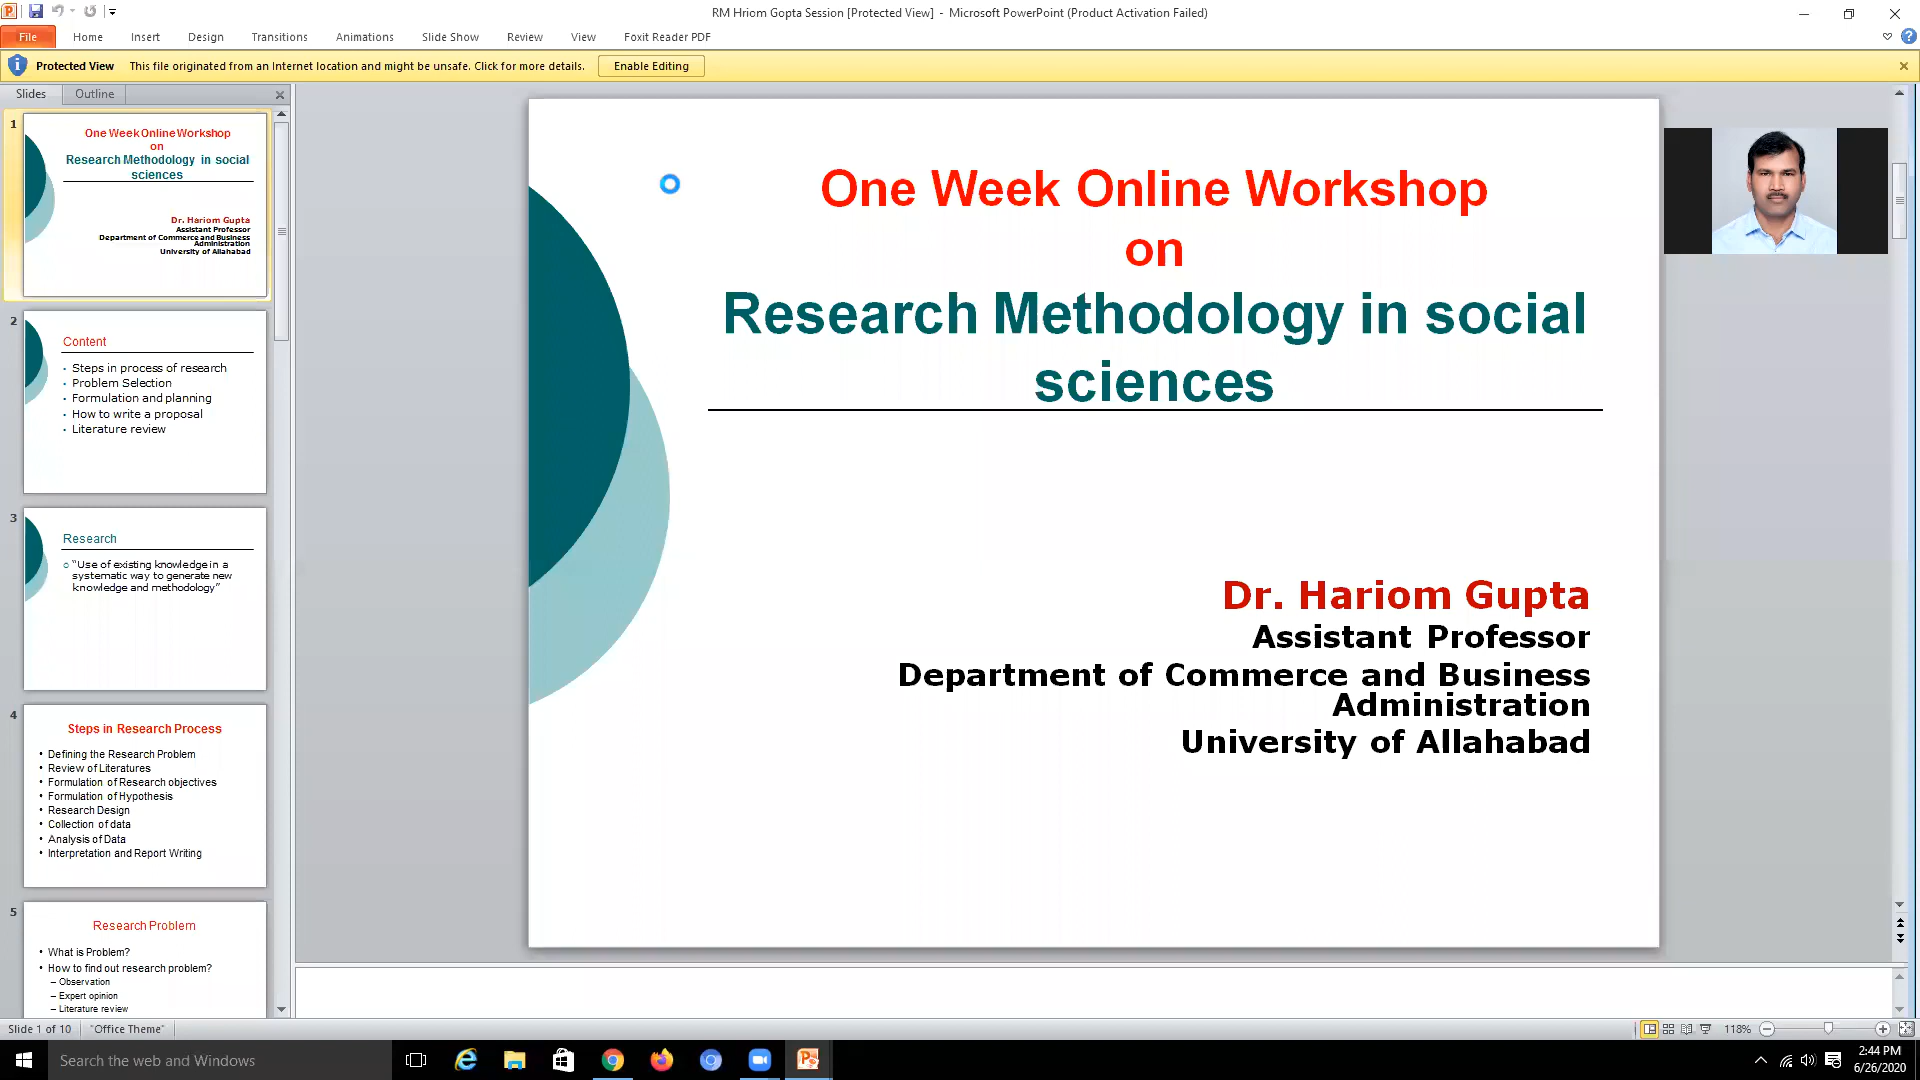 RM Hriom Gopta Session [Protected View] - Microsoft PowerPoint (Product Activation Failed)
File Home Insert Design Transitions Animations Slide Show Review View Foxit Reader PDF
Protected View This file originated from an Internet location and might be unsafe. Click for more details. Enable Editing
Slides Outline
1
One Week Online Workshop
on
Research Methodology in social
sciences
Dr. Hariom Gupta
Assistant Professor
Department of Commerce and Business
Administration
University of Allahabad
2
Content
• Steps in process of research
• Problem Selection
• Formulation and planning
• How to write a proposal
• Literature review
3
Research
"Use of existing knowledge in a
systematic way to generate new
knowledge and methodology"
4
Steps in Research Process
• Defining the Research Problem
• Review of Literatures
• Formulation of Research objectives
• Formulation of Hypothesis
• Research Design
• Collection of data
• Analysis of Data
• Interpretation and Report Writing
5
Research Problem
• What is Problem?
• How to find out research problem?
– Observation
– Expert opinion
– Literature review
One Week Online Workshop
on
Research Methodology in social
sciences
Dr. Hariom Gupta
Assistant Professor
Department of Commerce and Business
Administration
University of Allahabad
Slide 1 of 10 "Office Theme" 118%
Search the web and Windows
2:44 PM
6/26/2020